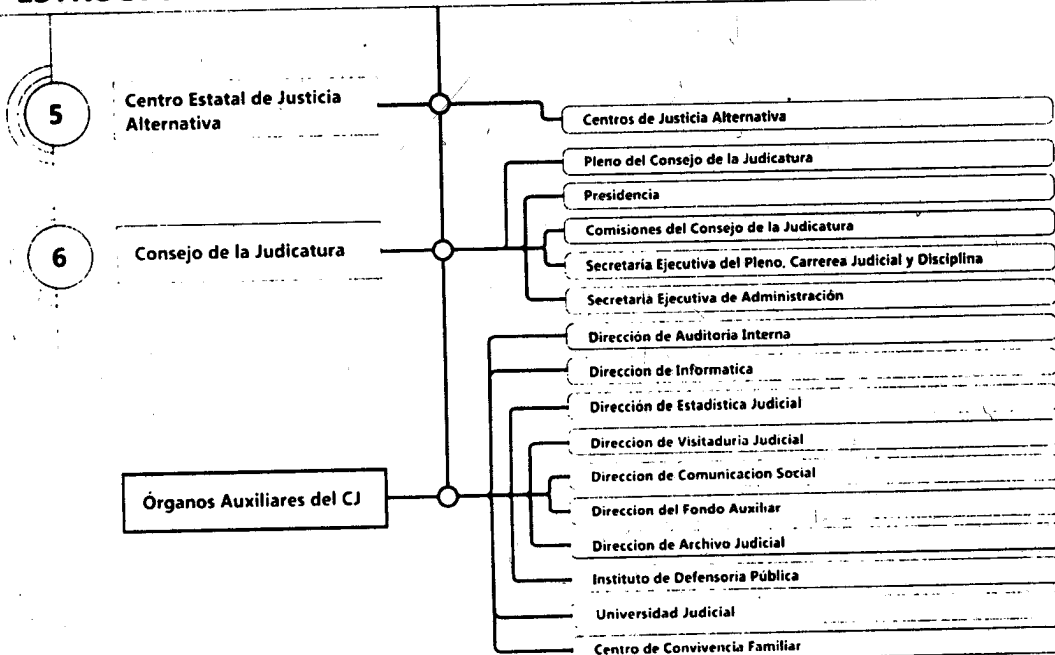 5
Centro Estatal de Justicia
Alternativa
Centros de Justicia Alternativa
6
Consejo de la Judicatura
Pleno del Consejo de la Judicatura
Presidencia
Comisiones del Consejo de la Judicatura
Secretaria Ejecutiva del Pleno, Carrerea Judicial y Disciplina
Secretaria Ejecutiva de Administración
Órganos Auxiliares del CJ
Dirección de Auditoria Interna
Direccion de Informatica
Dirección de Estadistica Judicial
Direccion de Visitaduria Judicial
Direccion de Comunicacion Social
Direccion del Fondo Auxiliar
Direccion de Archivo Judicial
Instituto de Defensoria Pública
Universidad Judicial
Centro de Convivencia Familiar